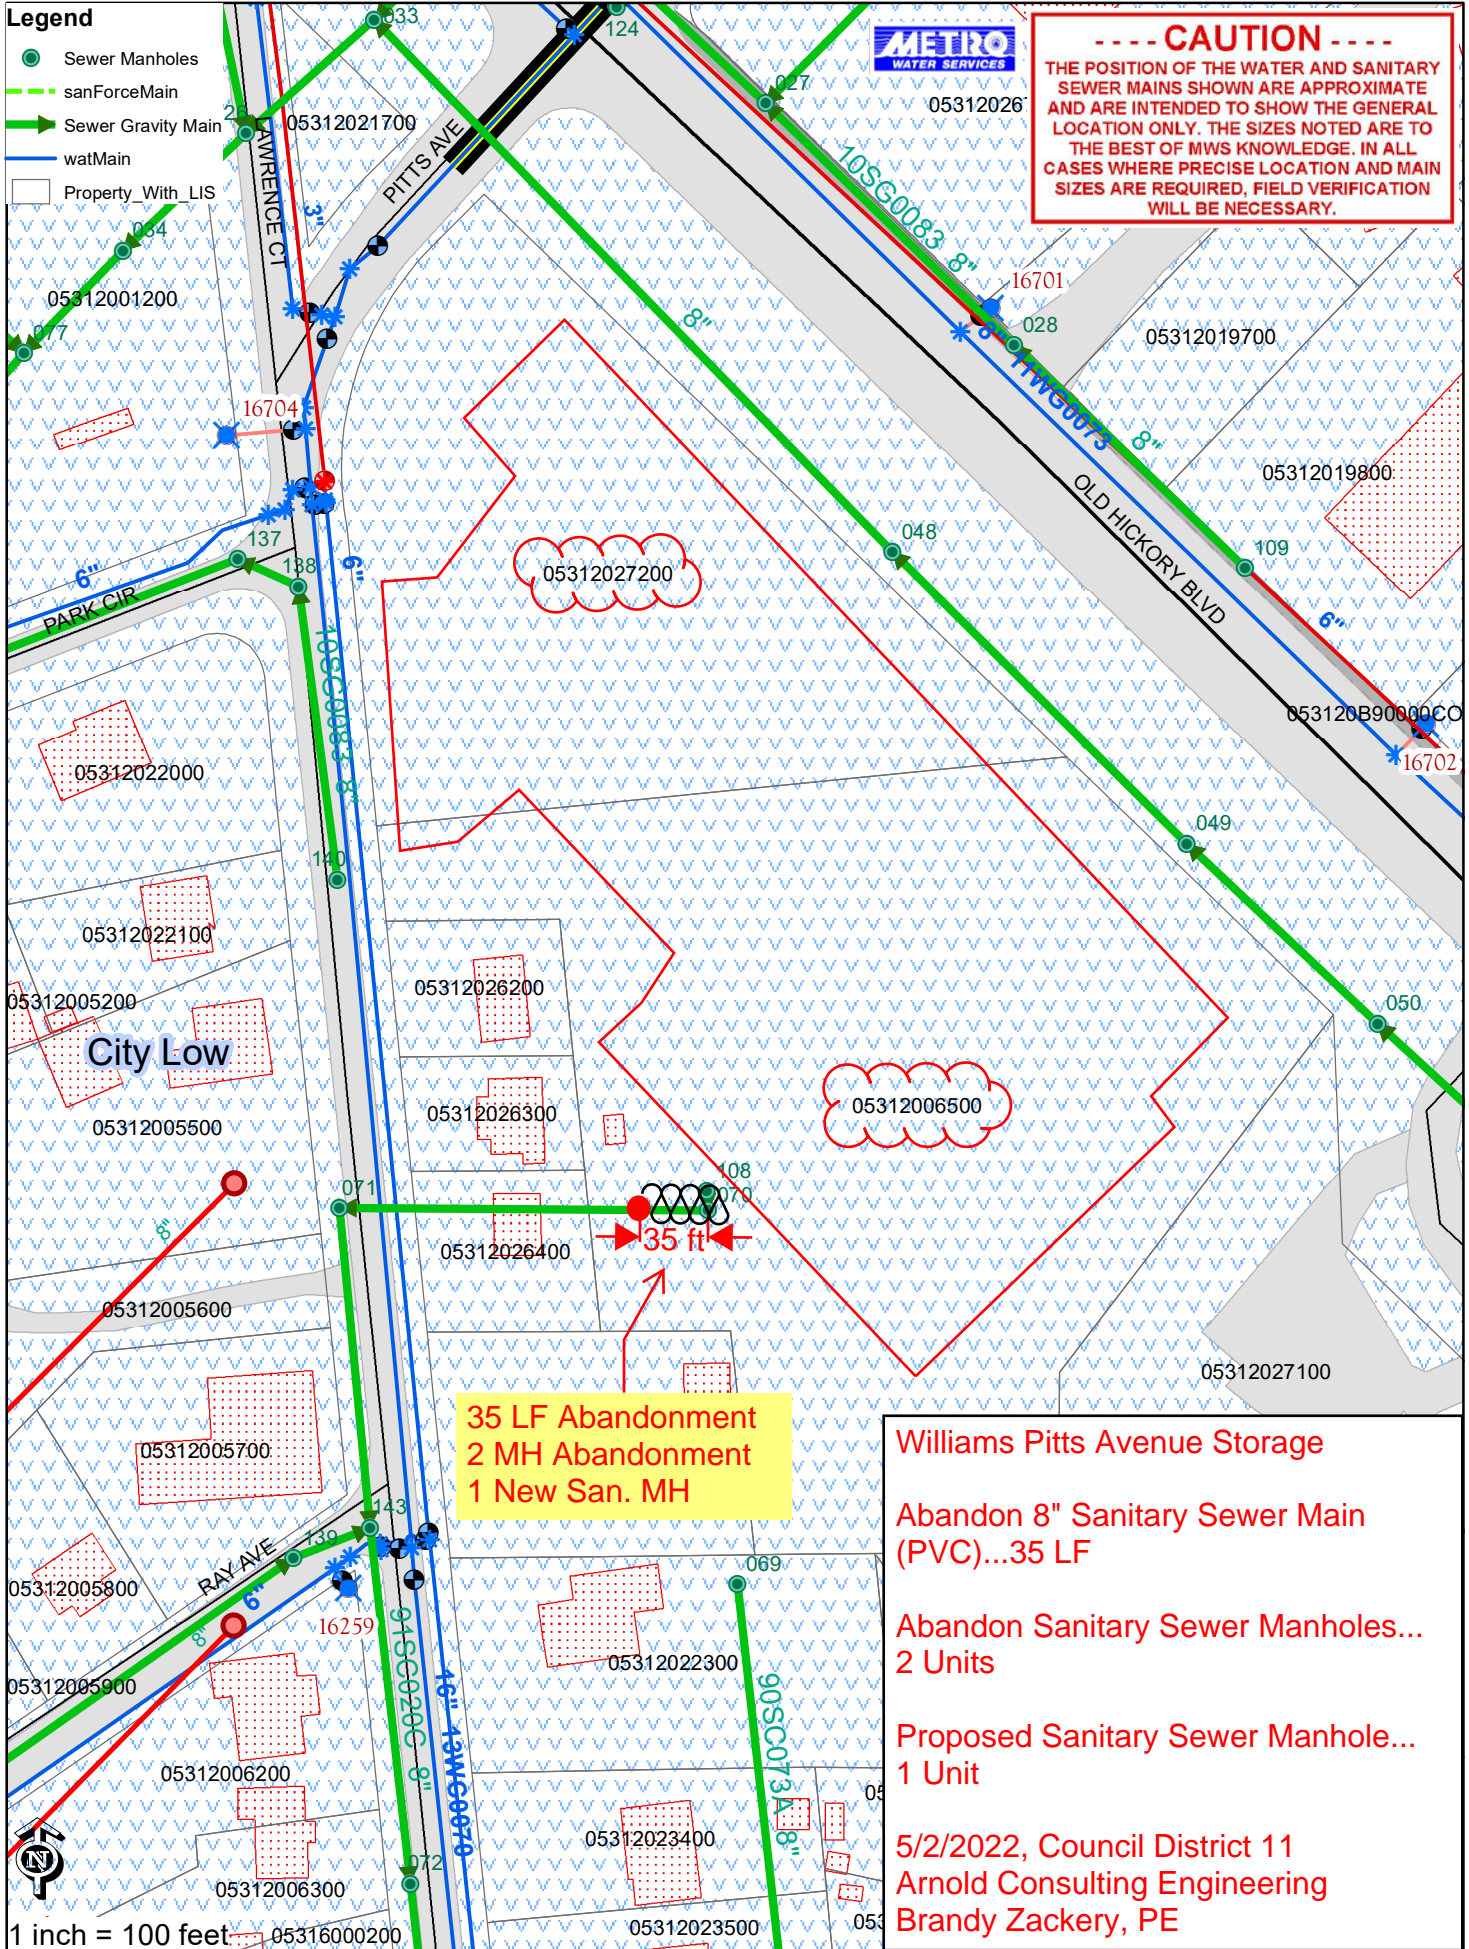 Legend
Sewer Manholes
sanForceMain
Sewer Gravity Main
watMain
Property_With_LIS
METRO
WATER SERVICES
---- CAUTION ----
THE POSITION OF THE WATER AND SANITARY
SEWER MAINS SHOWN ARE APPROXIMATE
AND ARE INTENDED TO SHOW THE GENERAL
LOCATION ONLY. THE SIZES NOTED ARE TO
THE BEST OF MWS KNOWLEDGE. IN ALL
CASES WHERE PRECISE LOCATION AND MAIN
SIZES ARE REQUIRED, FIELD VERIFICATION
WILL BE NECESSARY.
033
124
027
26
05312021700
LAWRENCE CT
PITTS AVE
3"
034
05312001200
077
10SG0083 8"
16701
028
8" 11WG0073
05312019700
8"
8"
16704
05312019800
OLD HICKORY BLVD
048
109
6"
137
138
6"
6"
PARK CIR
05312027200
10SC0083 8"
053120B90000CO
16702
05312022000
049
140
05312022100
05312026200
05312005200
City Low
050
05312026300
05312006500
05312005500
071
108
070
8"
35 ft
05312026400
05312005600
05312027100
35 LF Abandonment
2 MH Abandonment
1 New San. MH
05312005700
143
139
RAY AVE
6"
8"
05312005800
16259
069
05312022300
91SC020C 8"
16" 13WC0070
90SC073A 8"
05312005900
05312006200
05312023400
072
05312006300
05316000200
05312023500
N
1 inch = 100 feet
Williams Pitts Avenue Storage
Abandon 8" Sanitary Sewer Main
(PVC)...35 LF
Abandon Sanitary Sewer Manholes...
2 Units
Proposed Sanitary Sewer Manhole...
1 Unit
5/2/2022, Council District 11
Arnold Consulting Engineering
Brandy Zackery, PE